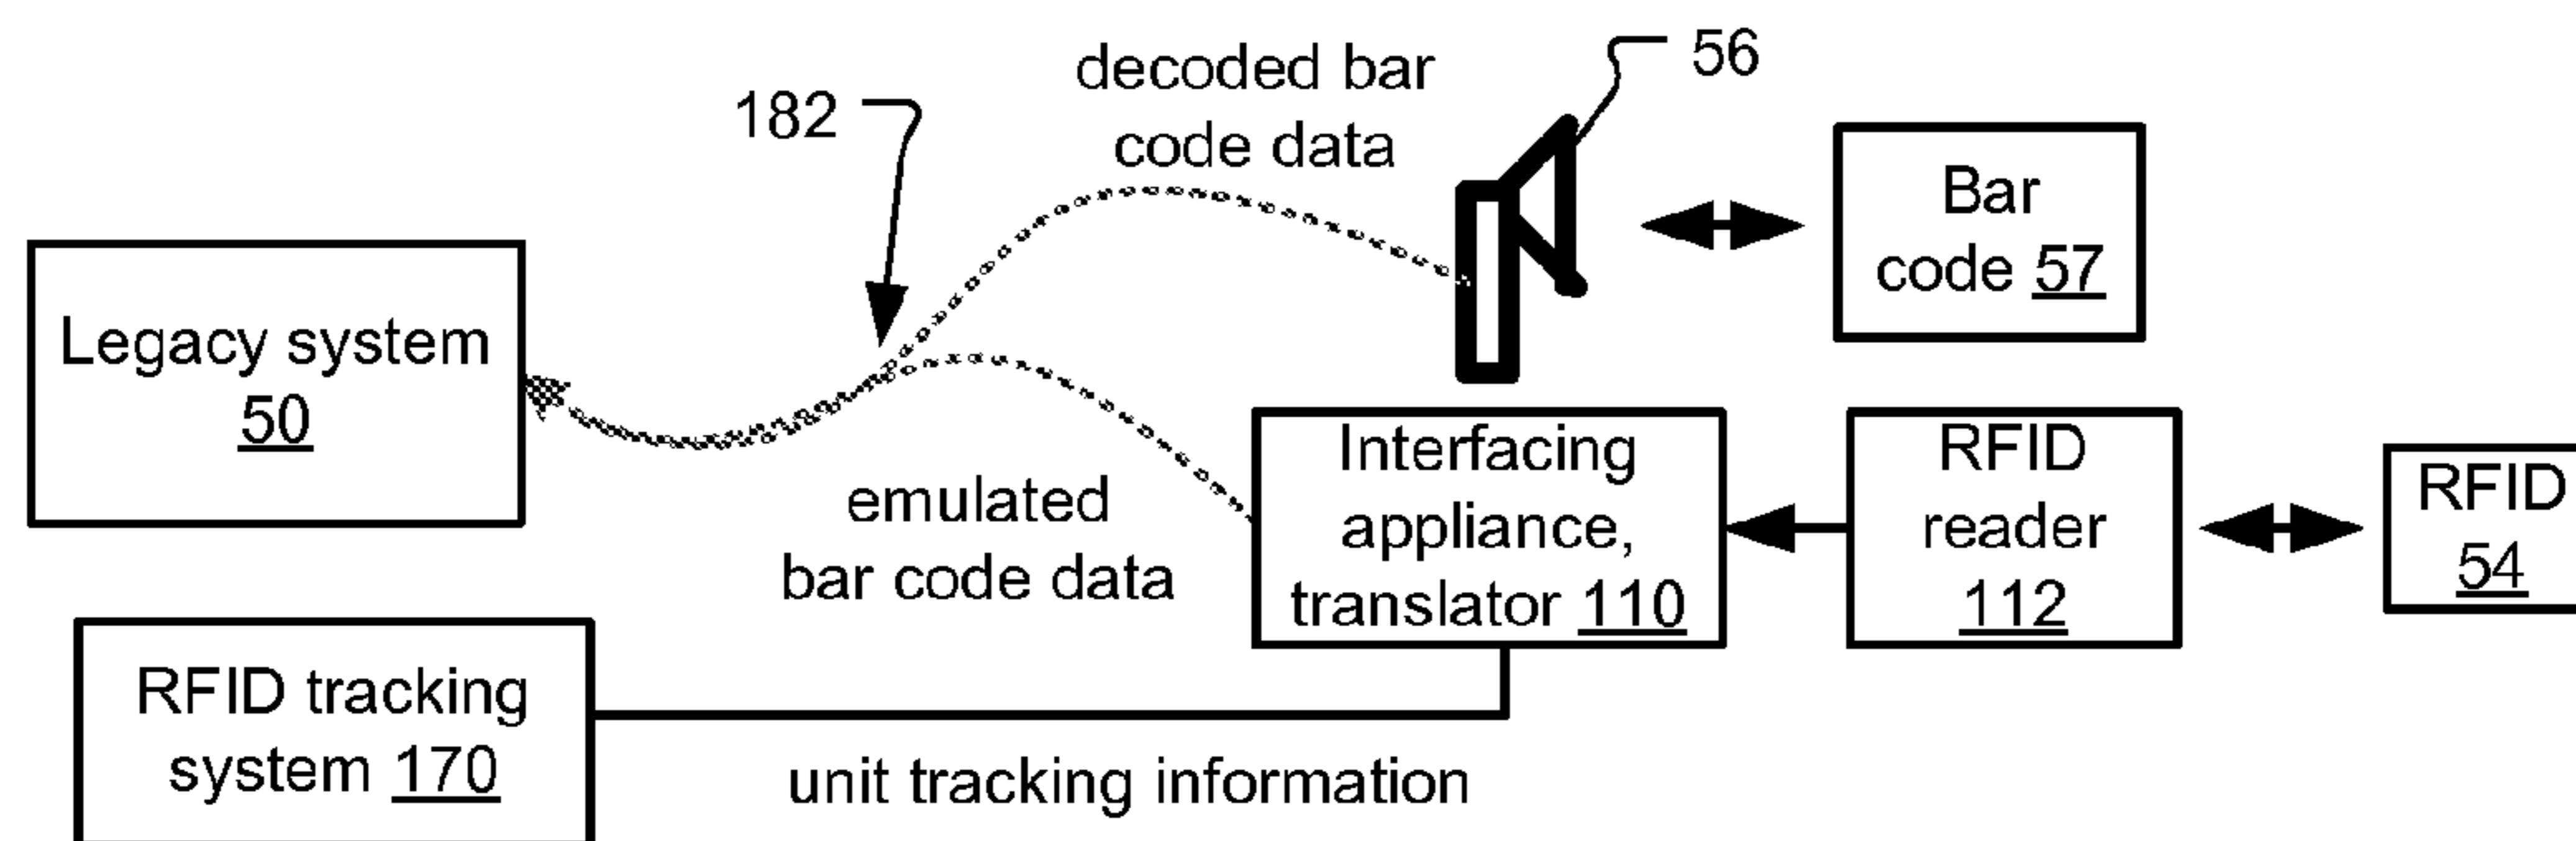 56
decoded bar
code data
182
Bar
code 57
Legacy system
50
Interfacing
appliance,
translator 110
RFID
reader
112
RFID
54
emulated
bar code data
RFID tracking
system 170
unit tracking information